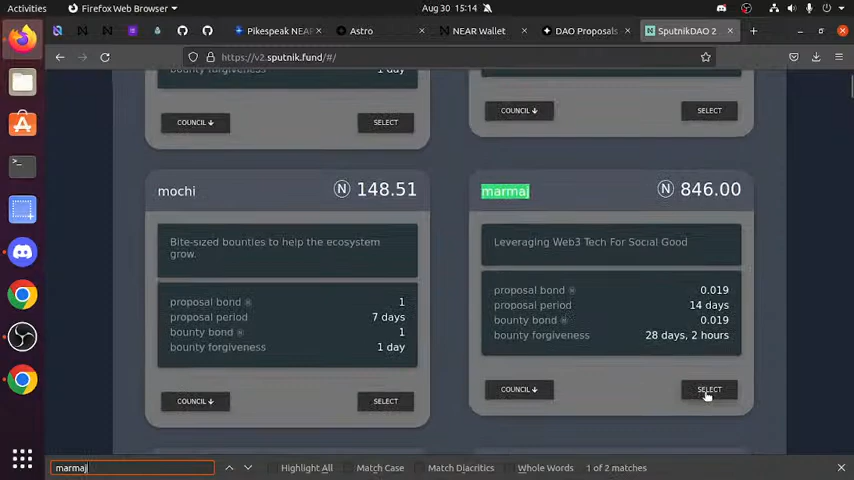 Activities
Firefox Web Browser
Aug 30 15:14
Pikespeak NEAR
Astro
NEAR Wallet
DAO Proposals
SputnikDAO 2
https://v2.sputnik.fund/#/
bounty forgiveness 1 day
COUNCIL SELECT
COUNCIL SELECT
mochi
N 148.51
Bite-sized bounties to help the ecosystem
grow.
proposal bond 1
proposal period 7 days
bounty bond 1
bounty forgiveness 1 day
COUNCIL SELECT
marmaj
N 846.00
Leveraging Web3 Tech For Social Good
proposal bond 0.019
proposal period 14 days
bounty bond 0.019
bounty forgiveness 28 days, 2 hours
COUNCIL SELECT
marmaj
Highlight All Match Case Match Diacritics Whole Words 1 of 2 matches